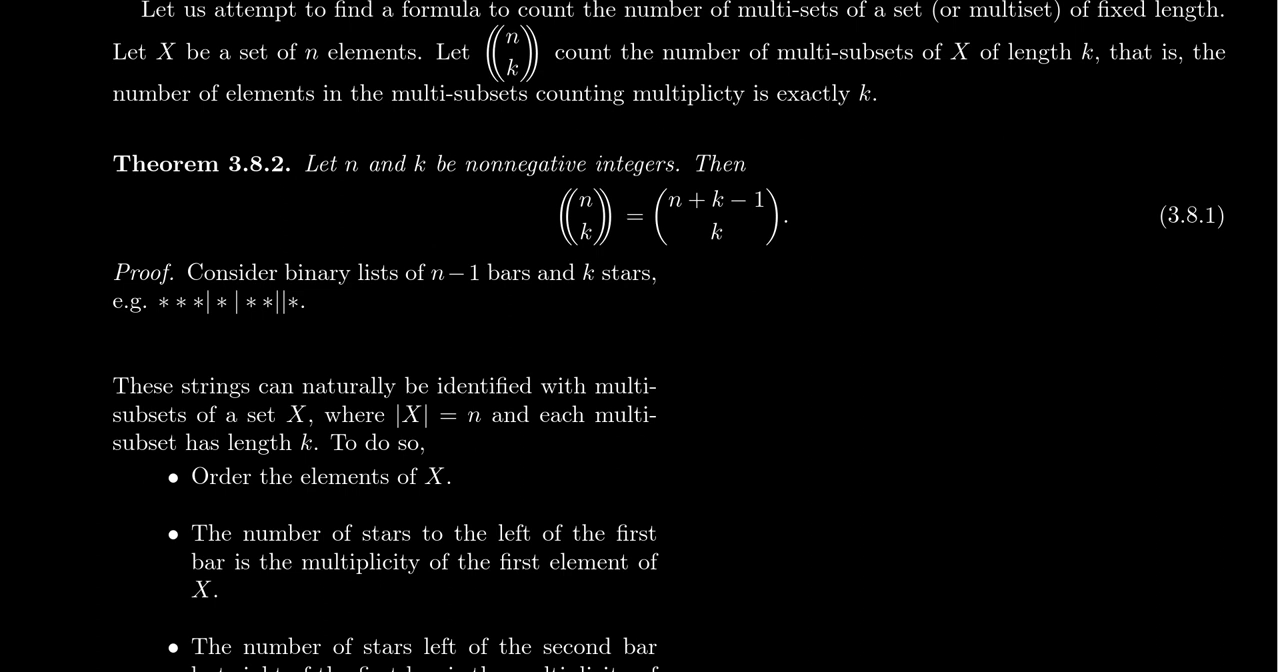 Let us attempt to find a formula to count the number of multi-sets of a set (or multiset) of fixed length.
Let X be a set of n elements. Let ((n k)) count the number of multi-subsets of X of length k, that is, the
number of elements in the multi-subsets counting multiplicty is exactly k.
Theorem 3.8.2. Let n and k be nonnegative integers. Then
((n k)) = (n + k − 1 k). (3.8.1)
Proof. Consider binary lists of n − 1 bars and k stars,
e.g. ∗ ∗ ∗| ∗ | ∗ ∗||∗.
These strings can naturally be identified with multi-
subsets of a set X, where |X| = n and each multi-
subset has length k. To do so,
• Order the elements of X.
• The number of stars to the left of the first
bar is the multiplicity of the first element of
X.
• The number of stars left of the second bar